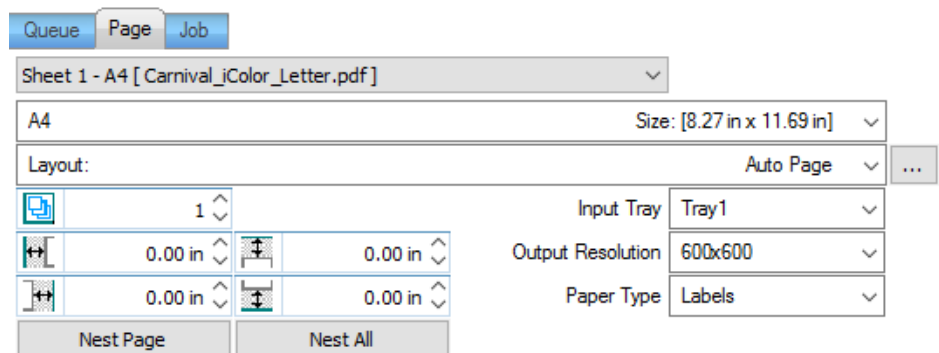 Queue Page Job
Sheet 1 - A4 [ Carnival_iColor_Letter.pdf ]
A4 Size: [8.27 in x 11.69 in]
Layout: Auto Page ...
1 Input Tray Tray1
0.00 in 0.00 in Output Resolution 600x600
0.00 in 0.00 in Paper Type Labels
Nest Page Nest All